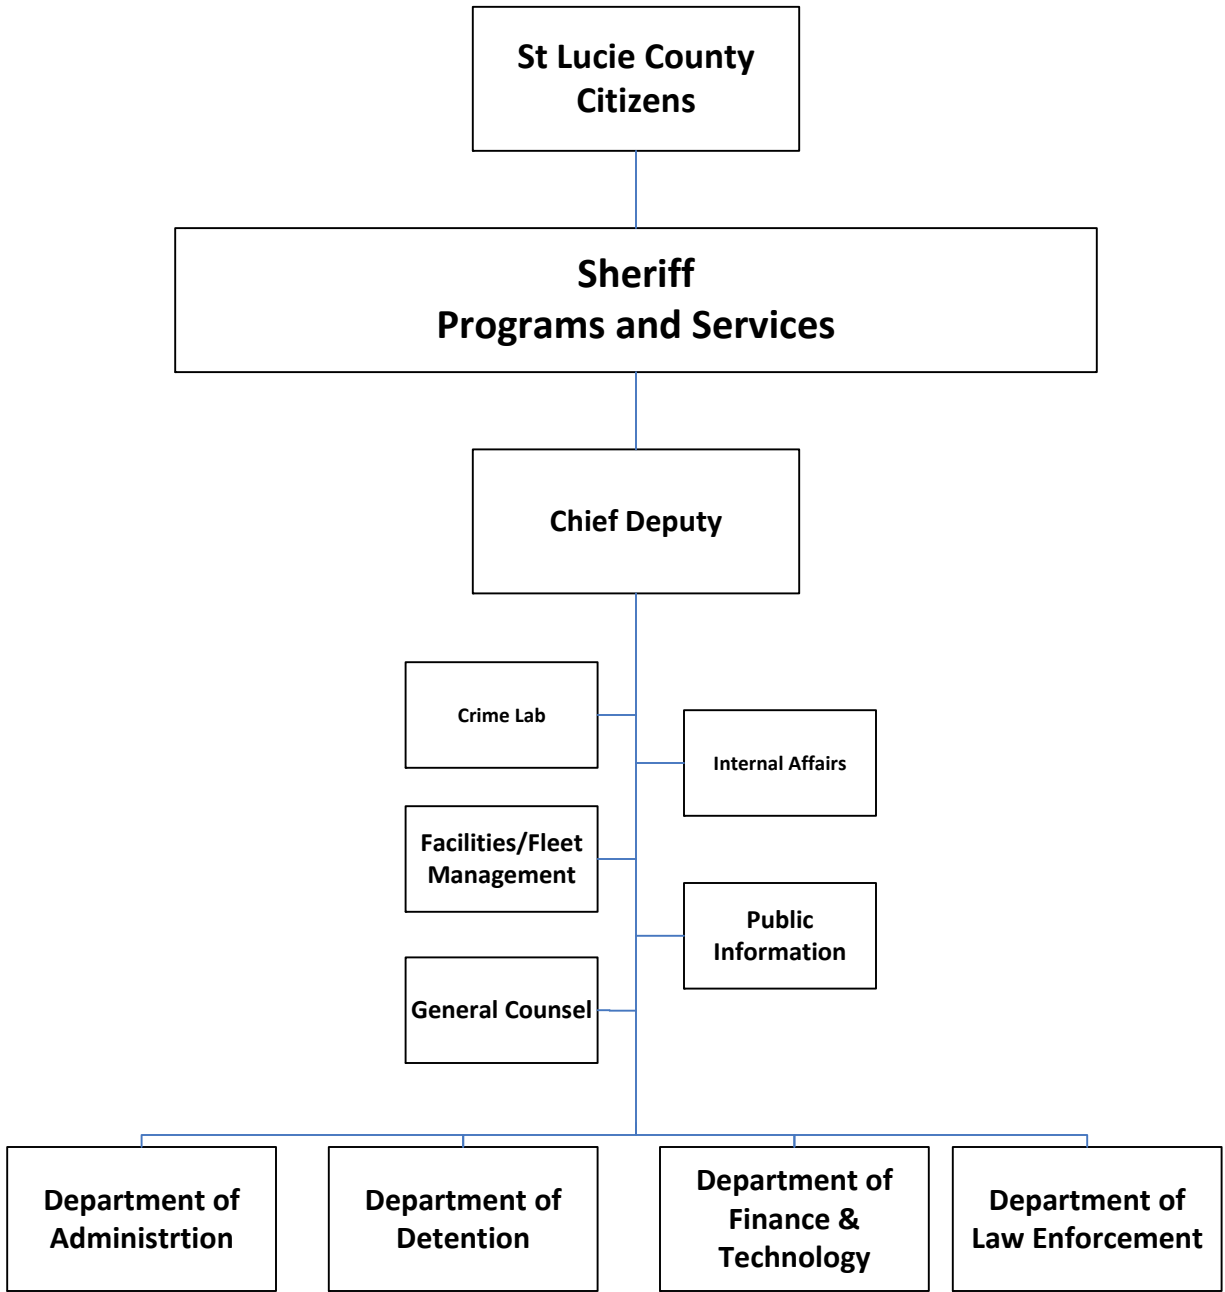 St Lucie County
Citizens
Sheriff
Programs and Services
Chief Deputy
Crime Lab
Internal Affairs
Facilities/Fleet
Management
Public
Information
General Counsel
Department of
Administrtion
Department of
Detention
Department of
Finance &
Technology
Department of
Law Enforcement